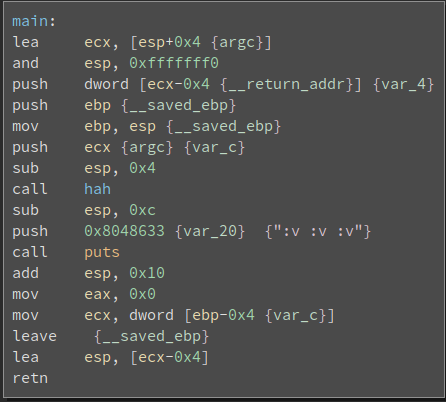 main:
lea ecx, [esp+0x4 {argc}]
and esp, 0xfffffff0
push dword [ecx-0x4 {__return_addr}] {var_4}
push ebp {__saved_ebp}
mov ebp, esp {__saved_ebp}
push ecx {argc} {var_c}
sub esp, 0x4
call hah
sub esp, 0xc
push 0x8048633 {var_20} {":v :v :v"}
call puts
add esp, 0x10
mov eax, 0x0
mov ecx, dword [ebp-0x4 {var_c}]
leave {__saved_ebp}
lea esp, [ecx-0x4]
retn